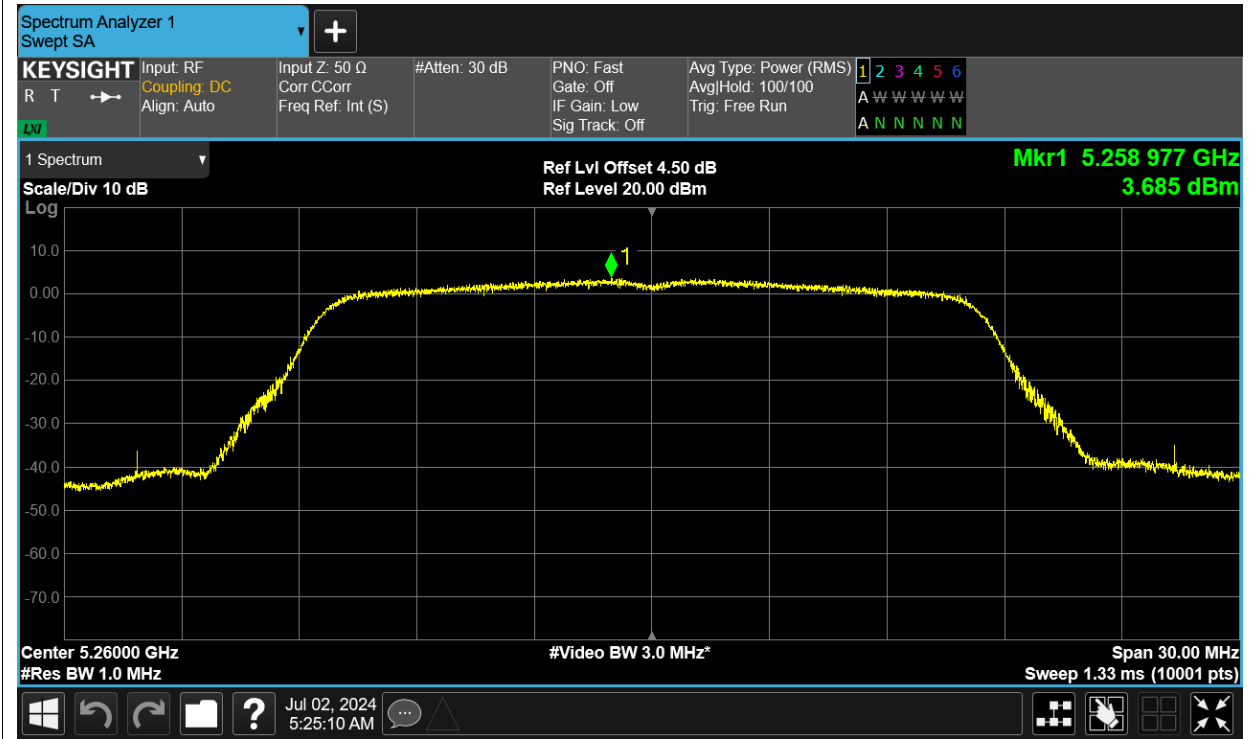 Spectrum Analyzer 1
Swept SA
KEYSIGHT Input: RF Input Z: 50 Ω #Atten: 30 dB PNO: Fast Avg Type: Power (RMS) 1 2 3 4 5 6
R T Coupling: DC Corr CCorr Gate: Off Avg|Hold: 100/100 A W W W W W
Align: Auto Freq Ref: Int (S) IF Gain: Low Trig: Free Run
LXI Sig Track: Off A N N N N N
1 Spectrum Ref Lvl Offset 4.50 dB Mkr1 5.258 977 GHz
Scale/Div 10 dB Ref Level 20.00 dBm 3.685 dBm
Log
10.0
1
0.00
-10.0
-20.0
-30.0
-40.0
-50.0
-60.0
-70.0
Center 5.26000 GHz #Video BW 3.0 MHz* Span 30.00 MHz
#Res BW 1.0 MHz Sweep 1.33 ms (10001 pts)
? Jul 02, 2024
5:25:10 AM